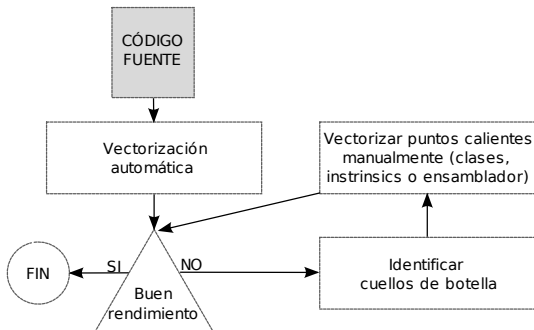 CÓDIGO
FUENTE
Vectorización
automática
Vectorizar puntos calientes
manualmente (clases,
instrinsics o ensamblador)
FIN
SI
NO
Buen
rendimiento
Identificar
cuellos de botella